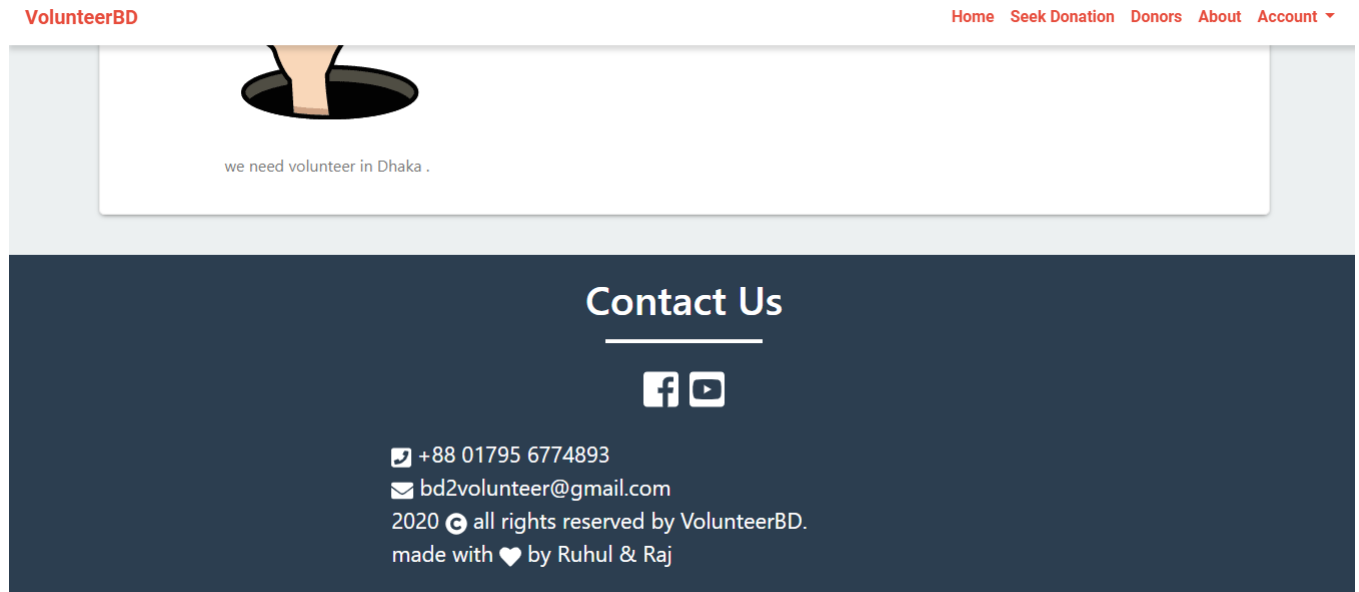 VolunteerBD Home Seek Donation Donors About Account
we need volunteer in Dhaka .
Contact Us
+88 01795 6774893
bd2volunteer@gmail.com
2020 © all rights reserved by VolunteerBD.
made with ♥ by Ruhul & Raj